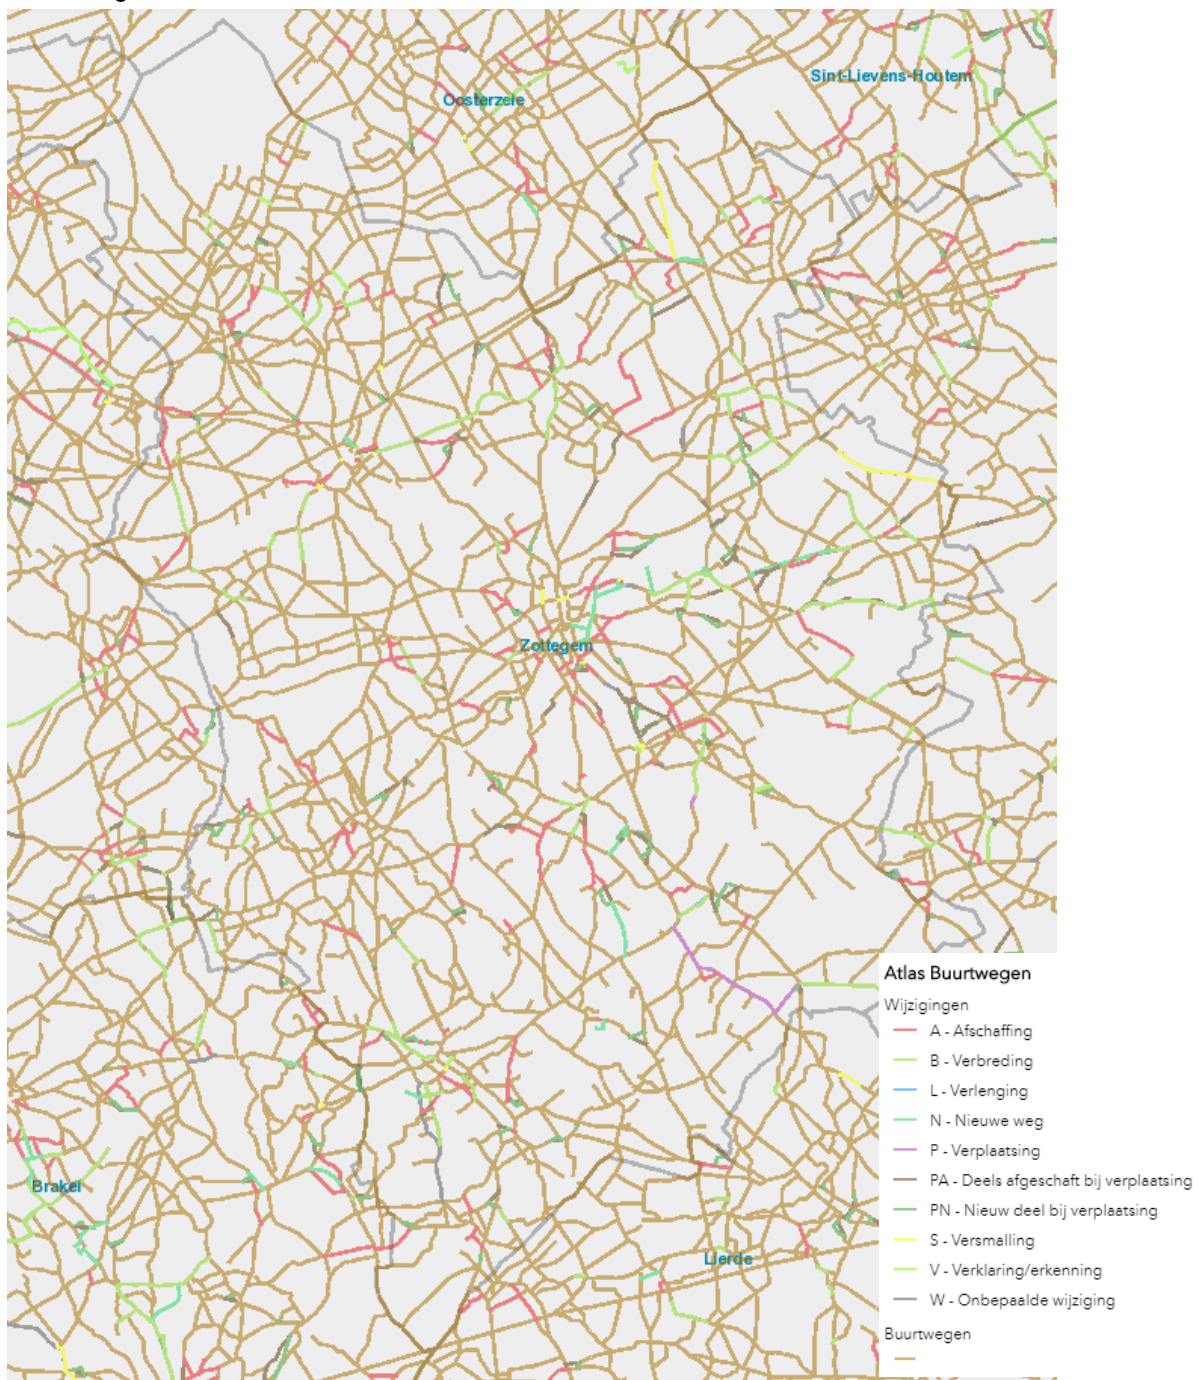 Sint-Lievens-Houtem
Oosterzele
Zottegem
Brakel
Lierde
Atlas Buurtwegen
Wijzigingen
A - Afschaffing
B - Verbreding
L - Verlenging
N - Nieuwe weg
P - Verplaatsing
PA - Deels afgeschaft bij verplaatsing
PN - Nieuw deel bij verplaatsing
S - Versmalling
V - Verklaring/erkenning
W - Onbepaalde wijziging
Buurtwegen